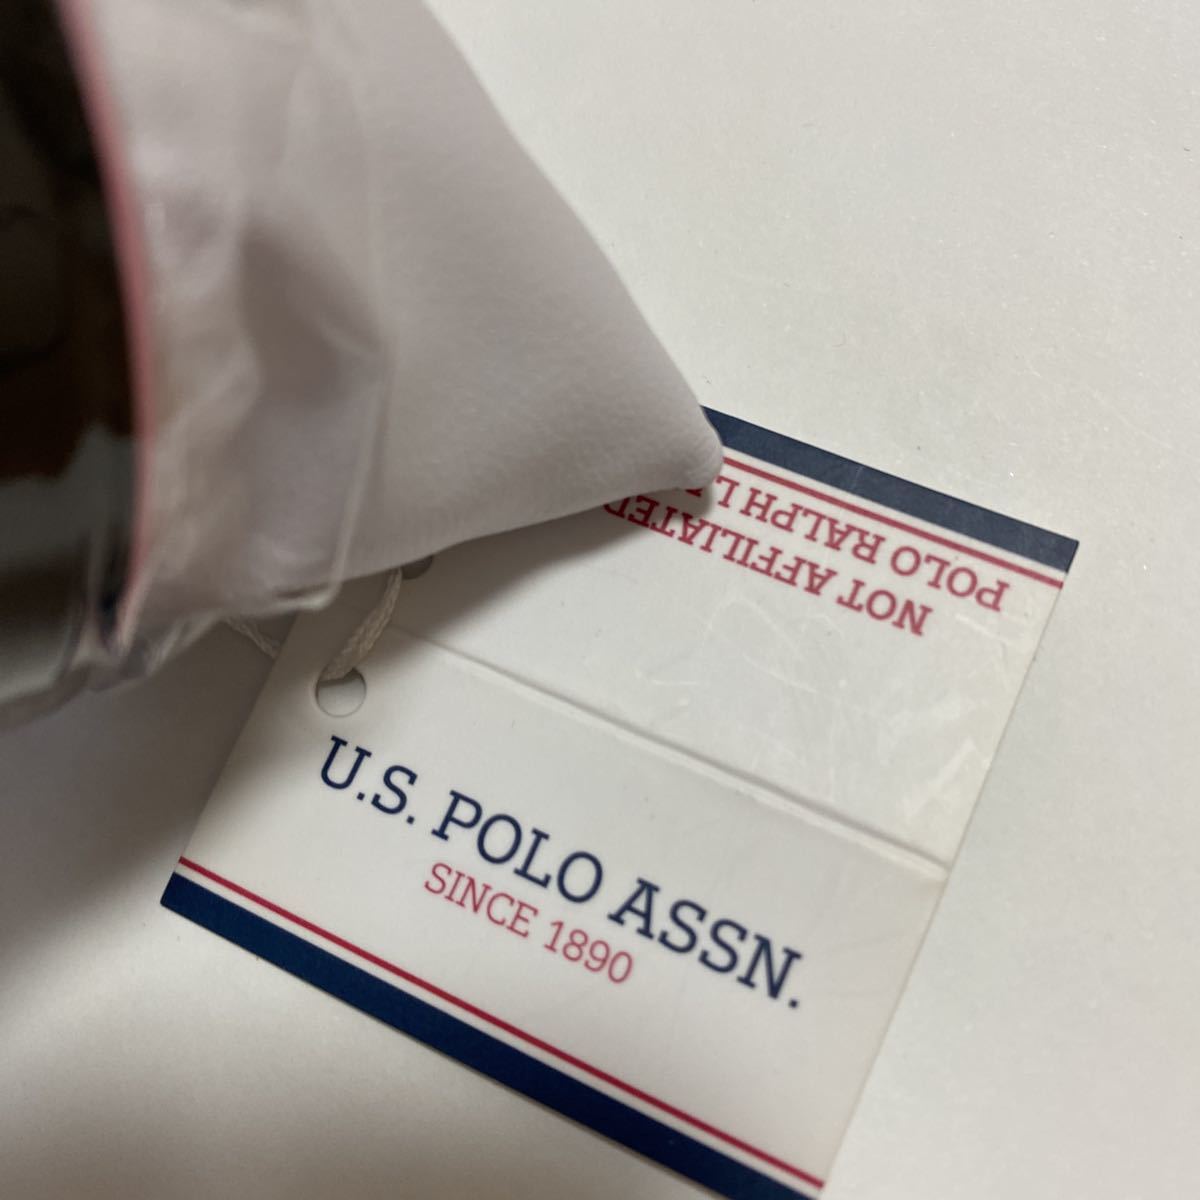 U.S. POLO ASSN.
SINCE 1890
NOT AFFILIATED
POLO RALPH